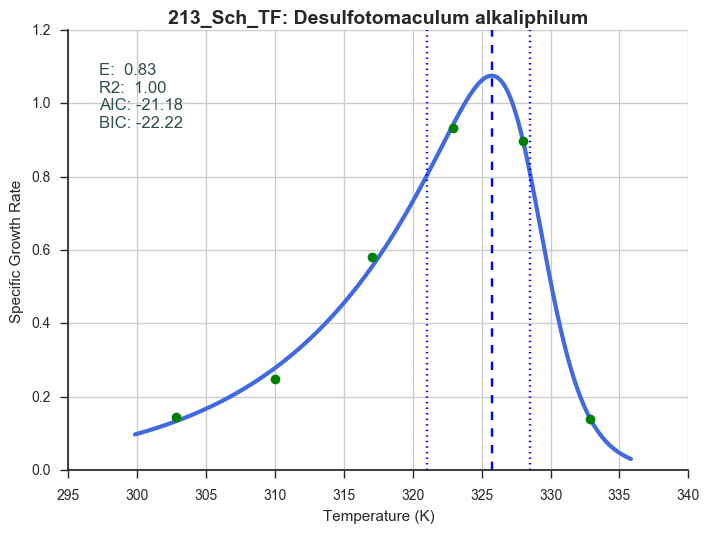 213_Sch_TF: Desulfotomaculum alkaliphilum
E: 0.83
R2: 1.00
AIC: -21.18
BIC: -22.22
Specific Growth Rate
1.2
1.0
0.8
0.6
0.4
0.2
0.0
295 300 305 310 315 320 325 330 335 340
Temperature (K)